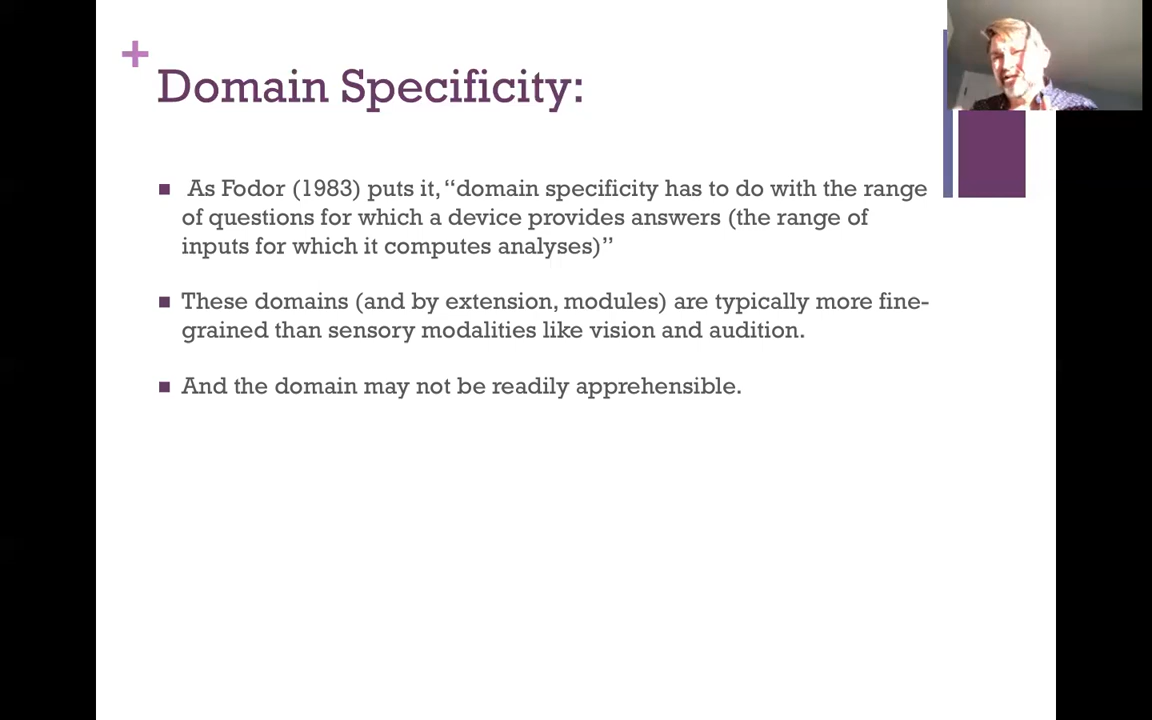 +
Domain Specificity:
■ As Fodor (1983) puts it, “domain specificity has to do with the range
of questions for which a device provides answers (the range of
inputs for which it computes analyses)”
■ These domains (and by extension, modules) are typically more fine-
grained than sensory modalities like vision and audition.
■ And the domain may not be readily apprehensible.